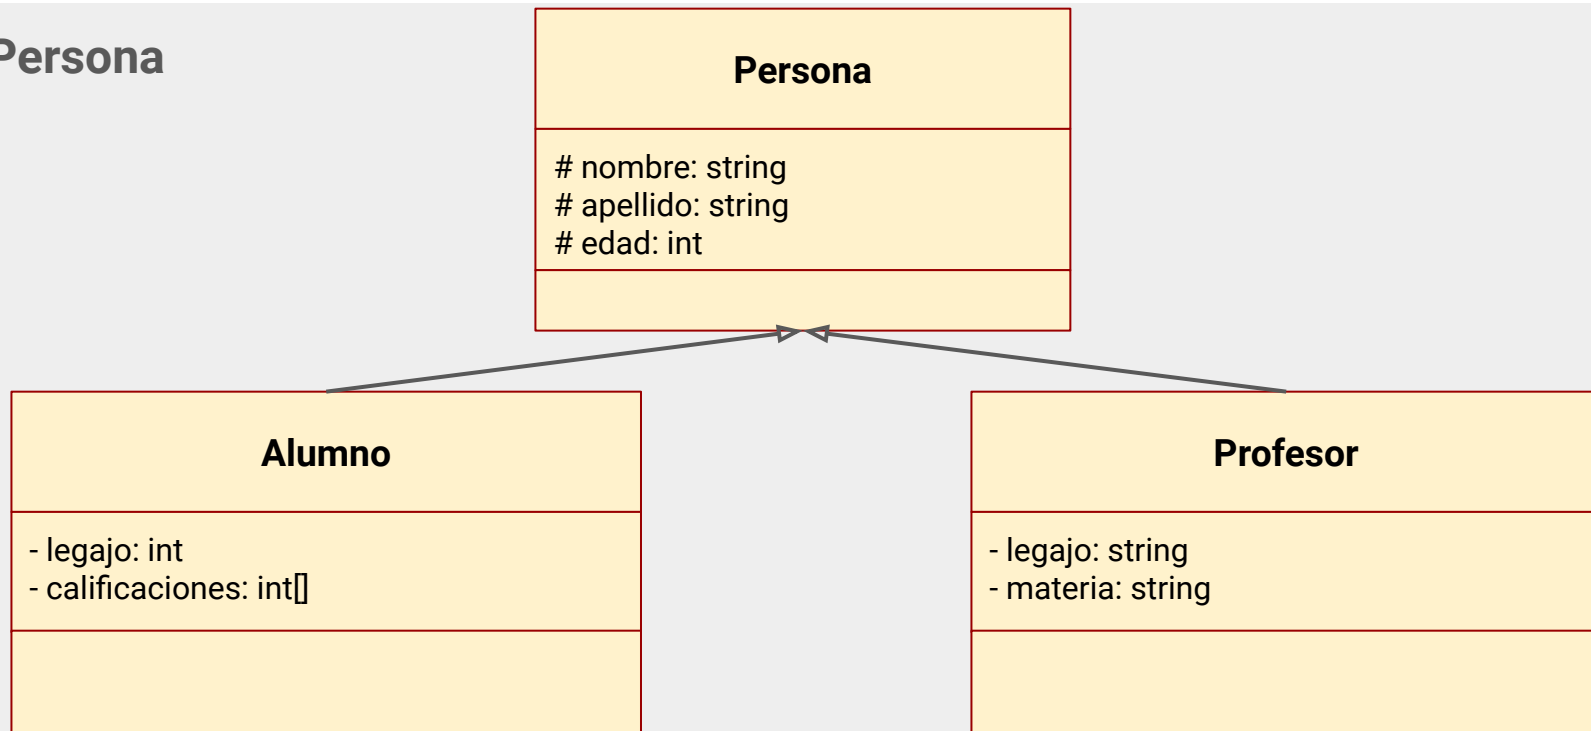 Persona
Persona
# nombre: string
# apellido: string
# edad: int
Alumno
- legajo: int
- calificaciones: int[]
Profesor
- legajo: string
- materia: string